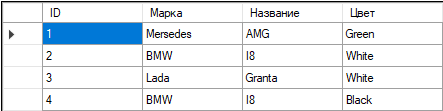 ID Марка Название Цвет
1 Mersedes AMG Green
2 BMW I8 White
3 Lada Granta White
4 BMW I8 Black